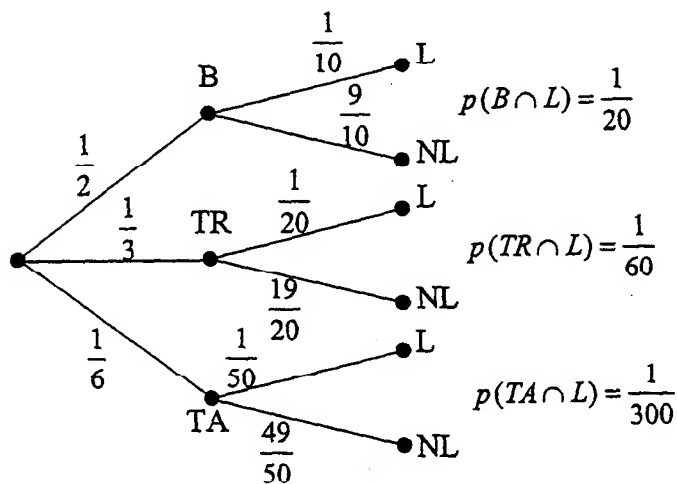 1/10 L
B
9/10 p(B ∩ L) = 1/20
1/2 NL
1/3 TR 1/20 L
p(TR ∩ L) = 1/60
19/20 NL
1/6 1/50 L
TA p(TA ∩ L) = 1/300
49/50 NL